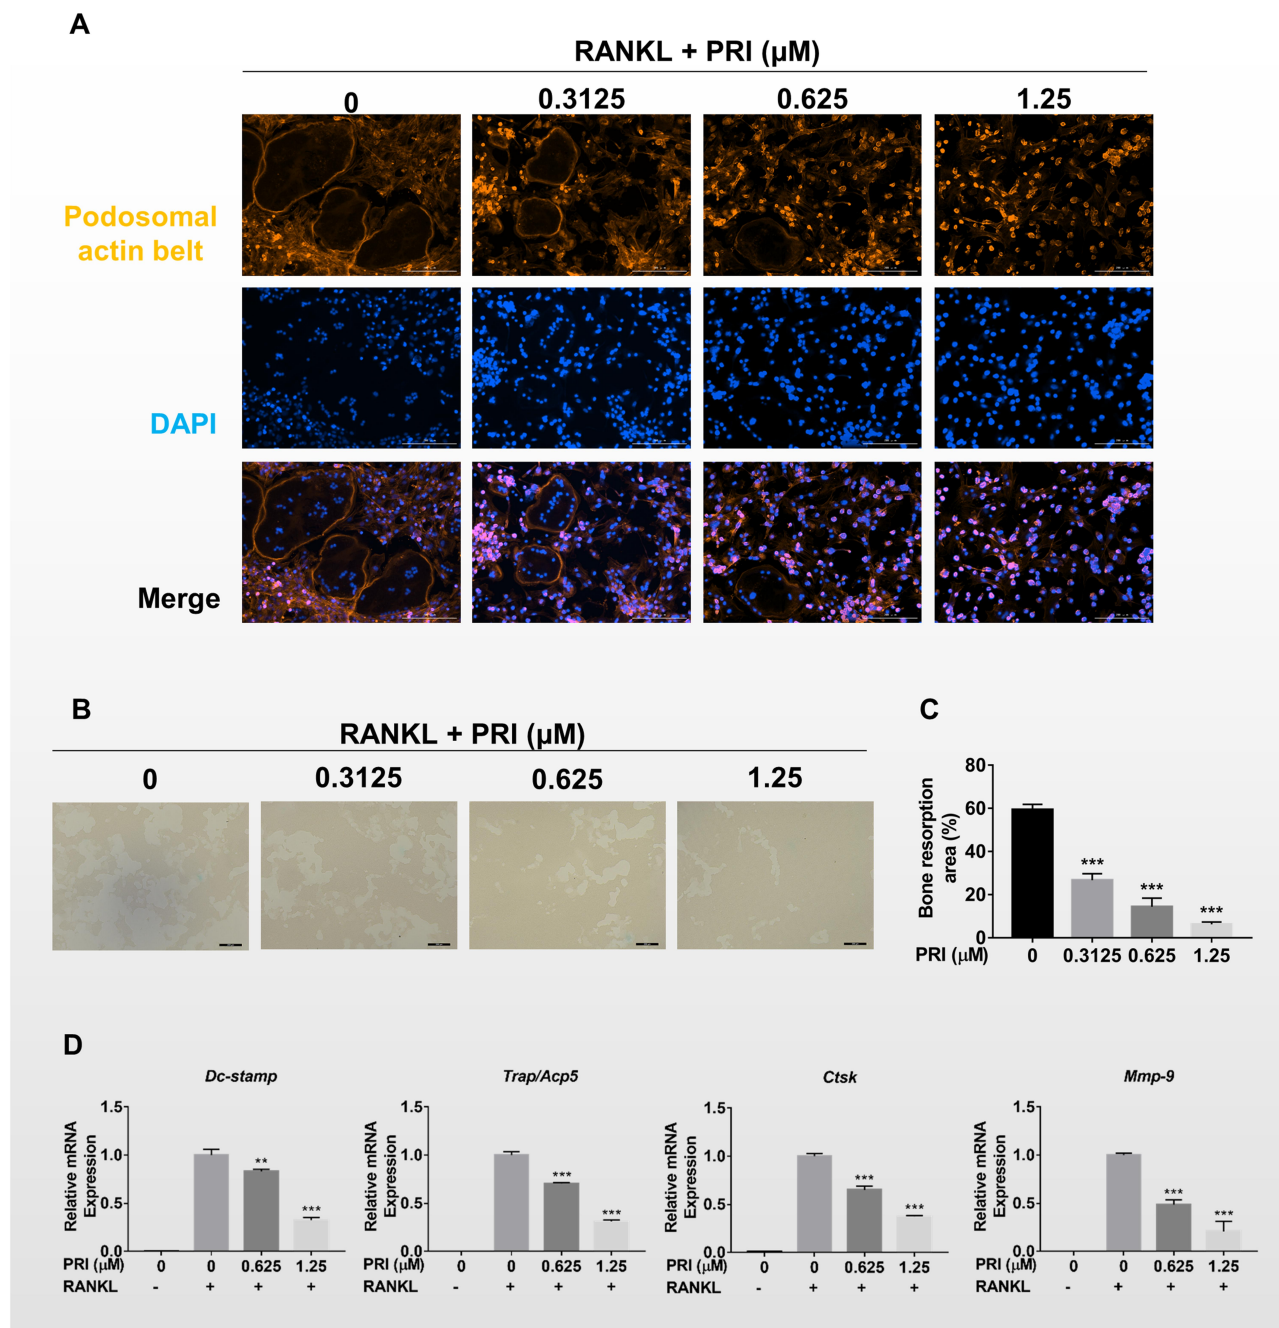 A
RANKL + PRI (μM)
0 0.3125 0.625 1.25
Podosomal
actin belt
DAPI
Merge
B
RANKL + PRI (μM)
0 0.3125 0.625 1.25
C
Bone resorption
area (%)
80
60
40
20
0
***
***
***
PRI (μM) 0 0.3125 0.625 1.25
D
Dc-stamp
Relative mRNA
Expression
1.5
1.0
0.5
0.0
**
***
PRI (μM) 0 0 0.625 1.25
RANKL - + + +
Trap/Acp5
Relative mRNA
Expression
1.5
1.0
0.5
0.0
***
***
PRI (μM) 0 0 0.625 1.25
RANKL - + + +
Ctsk
Relative mRNA
Expression
1.5
1.0
0.5
0.0
***
***
PRI (μM) 0 0 0.625 1.25
RANKL - + + +
Mmp-9
Relative mRNA
Expression
1.5
1.0
0.5
0.0
***
***
PRI (μM) 0 0 0.625 1.25
RANKL - + + +